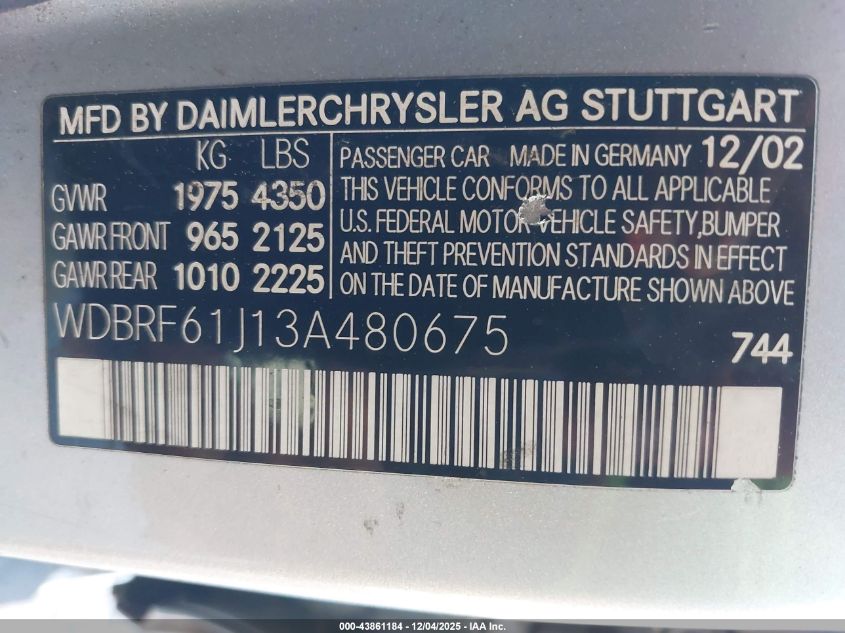 MFD BY DAIMLERCHRYSLER AG STUTTGART
KG LBS
GVWR 1975 4350
GAWR FRONT 965 2125
GAWR REAR 1010 2225
PASSENGER CAR MADE IN GERMANY 12/02
THIS VEHICLE CONFORMS TO ALL APPLICABLE
U.S. FEDERAL MOTOR VEHICLE SAFETY,BUMPER
AND THEFT PREVENTION STANDARDS IN EFFECT
ON THE DATE OF MANUFACTURE SHOWN ABOVE
WDBRF61J13A480675
744
000-43861184 - 12/04/2025 - IAA Inc.